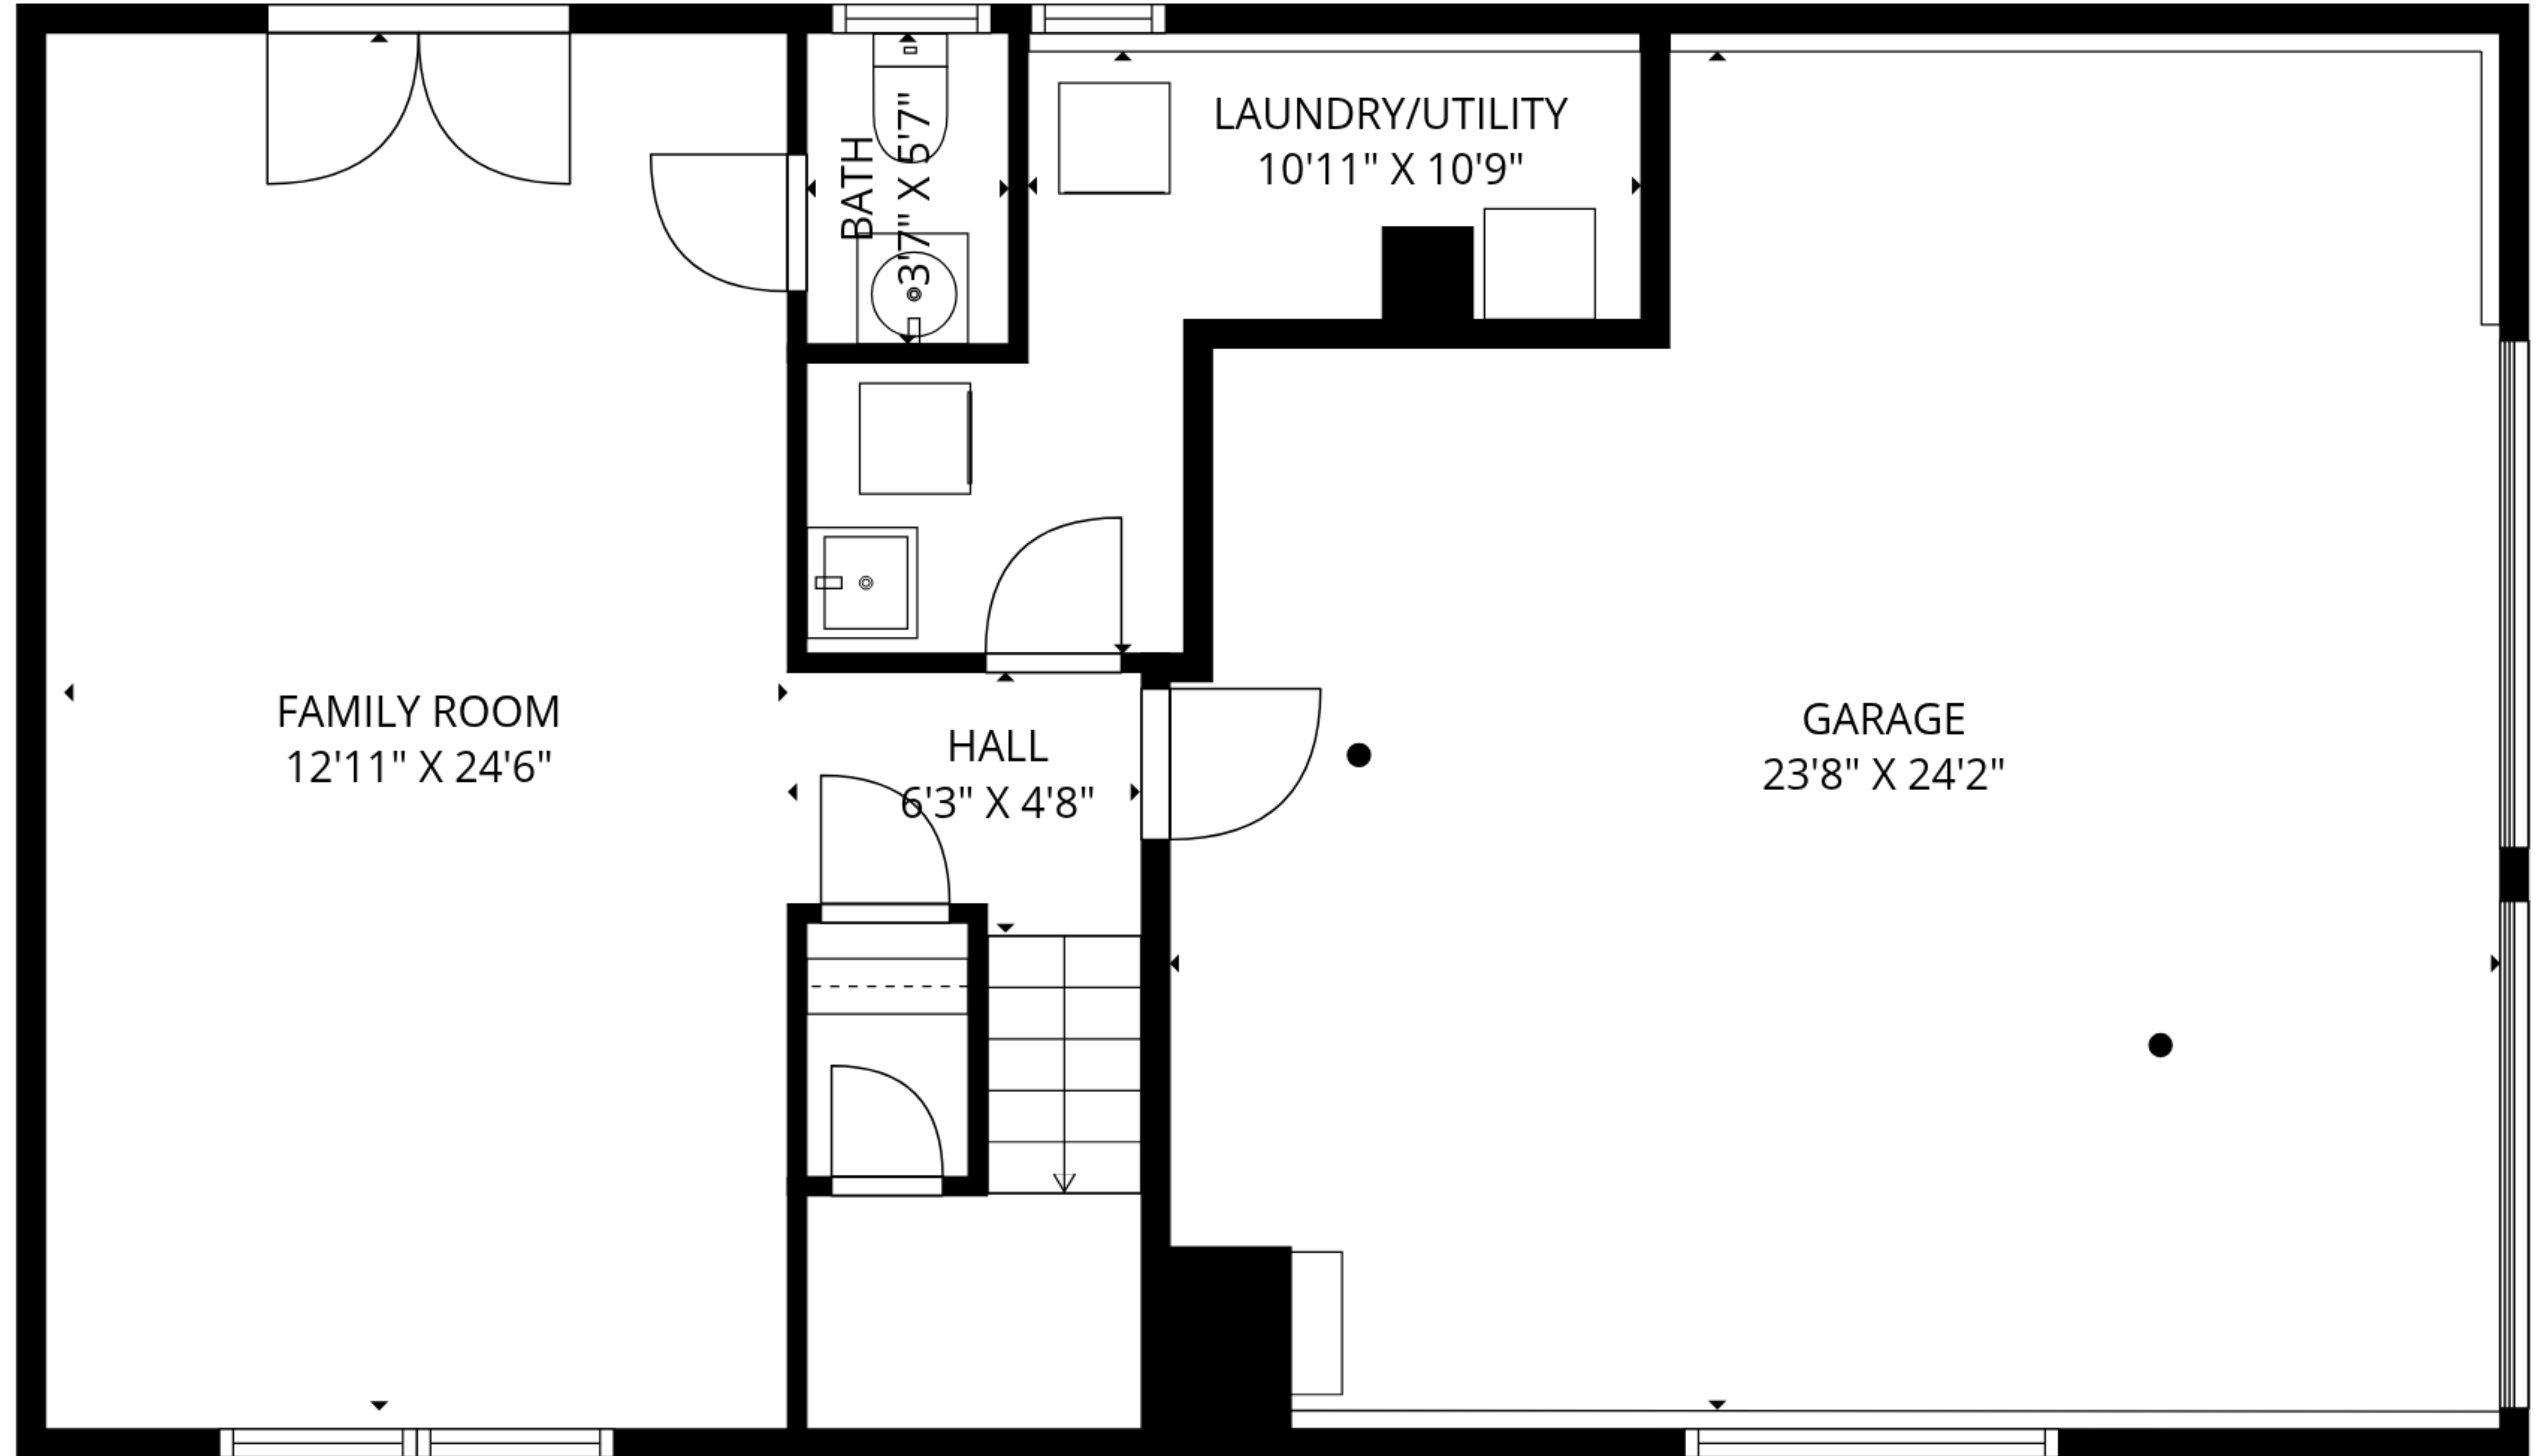 BATH
3'7" X 5'7"
LAUNDRY/UTILITY
10'11" X 10'9"
FAMILY ROOM
12'11" X 24'6"
HALL
6'3" X 4'8"
GARAGE
23'8" X 24'2"